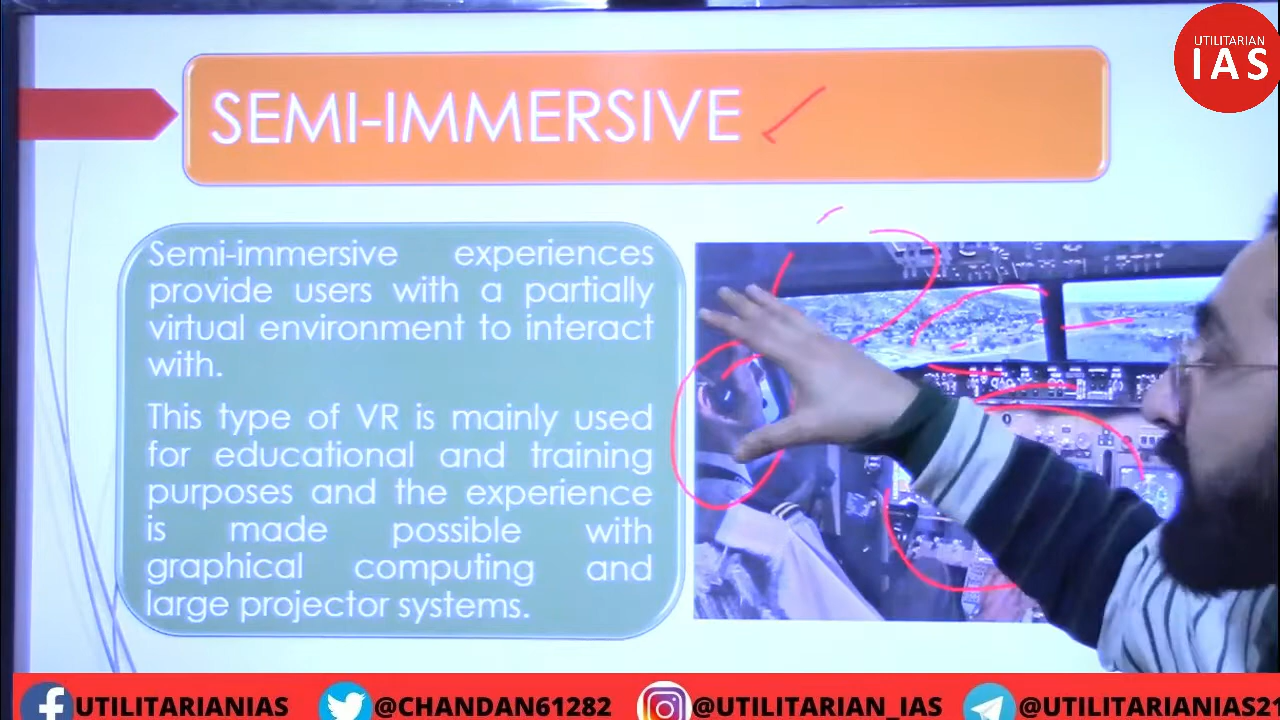 UTILITARIAN
IAS
SEMI-IMMERSIVE
Semi-immersive experiences
provide users with a partially
virtual environment to interact
with.
This type of VR is mainly used
for educational and training
purposes and the experience
is made possible with
graphical computing and
large projector systems.
UTILITARIANIAS @CHANDAN61282 @UTILITARIAN_IAS @UTILITARIANIAS21